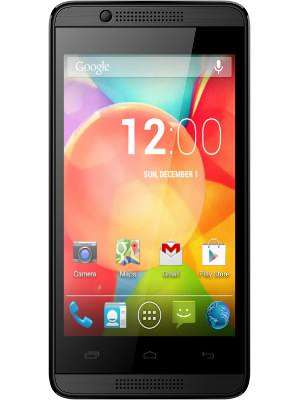 Google
12:00
SUN, DECEMBER 1
Camera
Maps
Gmail
Play Store